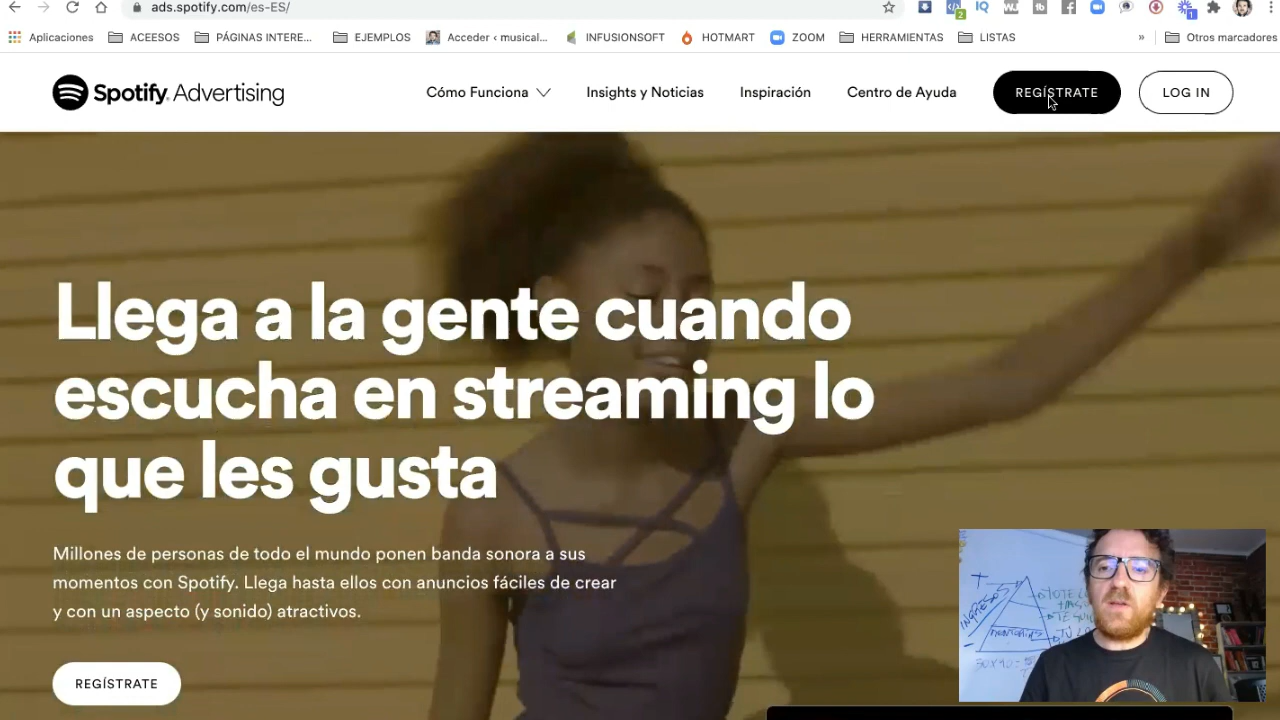 ads.spotify.com/es-ES/
Aplicaciones ACEESOS PÁGINAS INTERE... EJEMPLOS Acceder ‹ musical... INFUSIONSOFT HOTMART ZOOM HERRAMIENTAS LISTAS » Otros marcadores
Spotify Advertising Cómo Funciona Insights y Noticias Inspiración Centro de Ayuda REGÍSTRATE LOG IN
Llega a la gente cuando
escucha en streaming lo
que les gusta
Millones de personas de todo el mundo ponen banda sonora a sus
momentos con Spotify. Llega hasta ellos con anuncios fáciles de crear
y con un aspecto (y sonido) atractivos.
REGÍSTRATE
INGRESOS